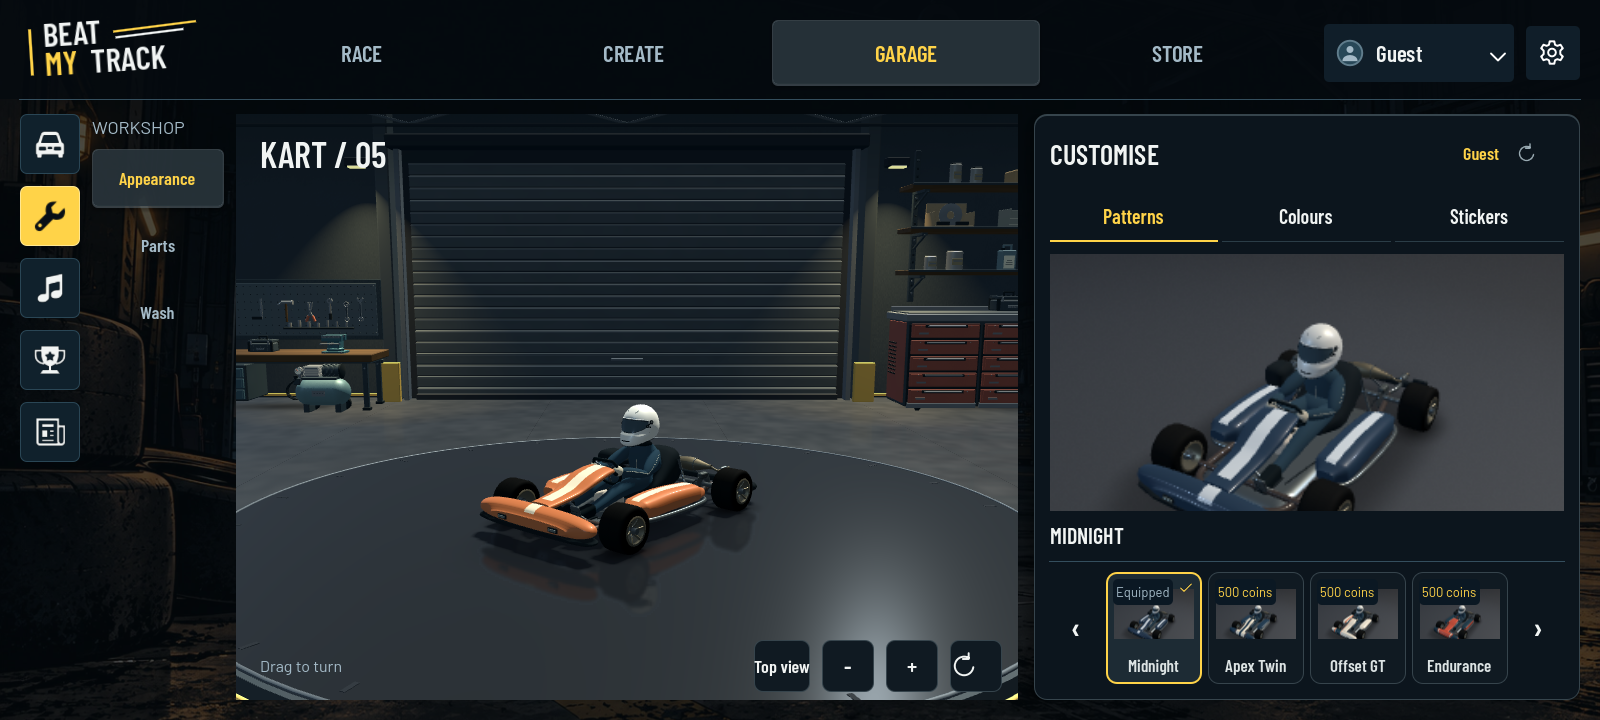 BEAT
MY TRACK
RACE
CREATE
GARAGE
STORE
Guest
WORKSHOP
Appearance
Parts
Wash
KART / 05
Drag to turn
Top view
-
+
CUSTOMISE
Guest
Patterns
Colours
Stickers
MIDNIGHT
‹
Equipped
Midnight
500 coins
Apex Twin
500 coins
Offset GT
500 coins
Endurance
›